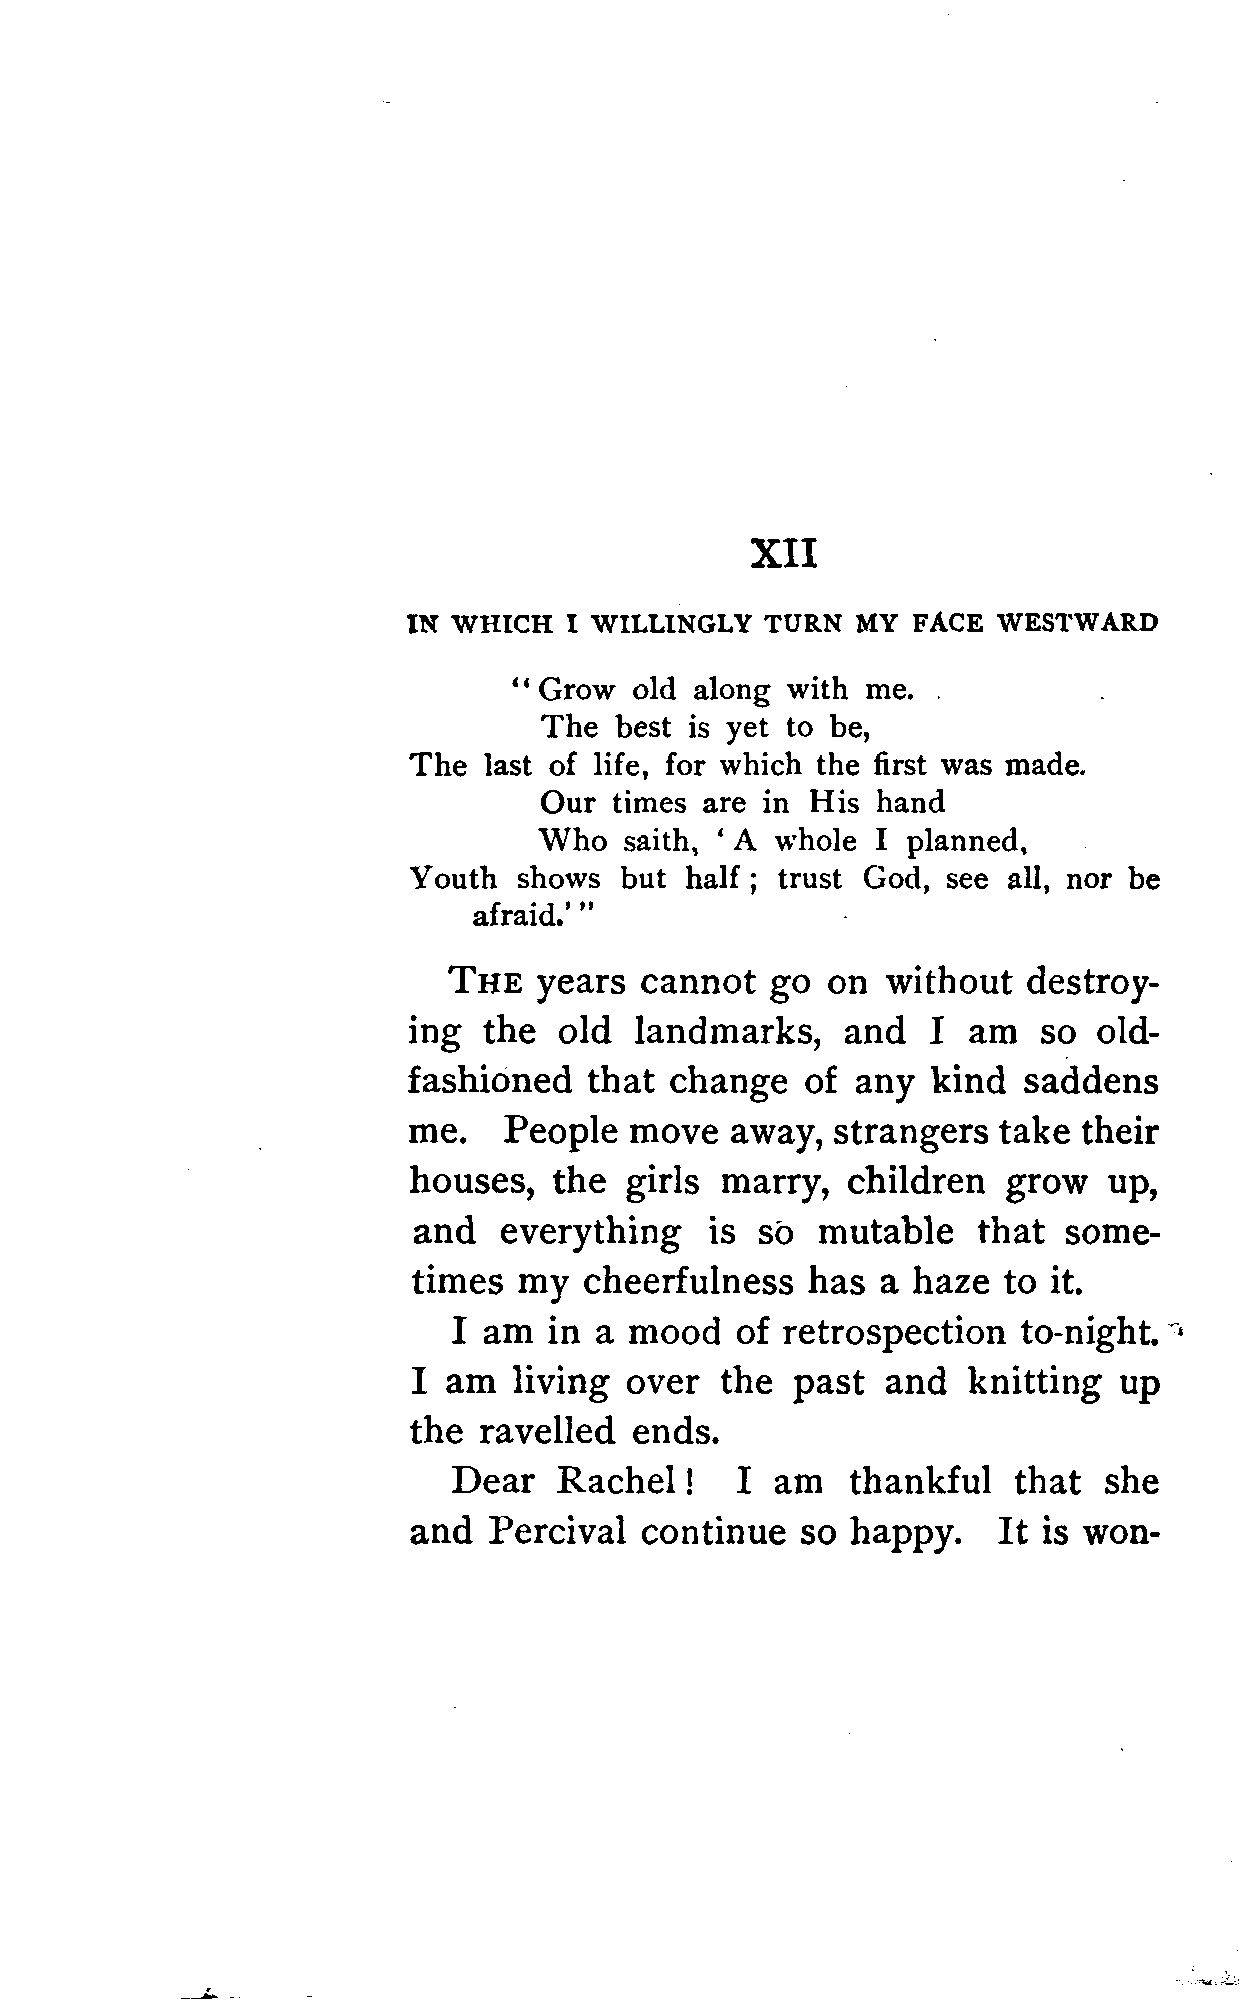 XII
IN WHICH I WILLINGLY TURN MY FACE WESTWARD
"Grow old along with me.
The best is yet to be,
The last of life, for which the first was made.
Our times are in His hand
Who saith, 'A whole I planned,
Youth shows but half; trust God, see all, nor be
afraid.'"
THE years cannot go on without destroy-
ing the old landmarks, and I am so old-
fashioned that change of any kind saddens
me. People move away, strangers take their
houses, the girls marry, children grow up,
and everything is so mutable that some-
times my cheerfulness has a haze to it.
I am in a mood of retrospection to-night.
I am living over the past and knitting up
the ravelled ends.
Dear Rachel! I am thankful that she
and Percival continue so happy. It is won-